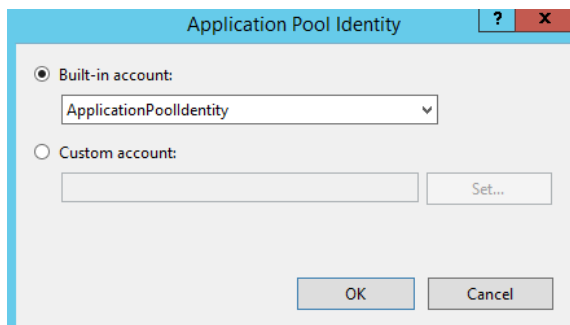 Application Pool Identity
? x
Built-in account:
ApplicationPoolIdentity
Custom account:
Set...
OK Cancel